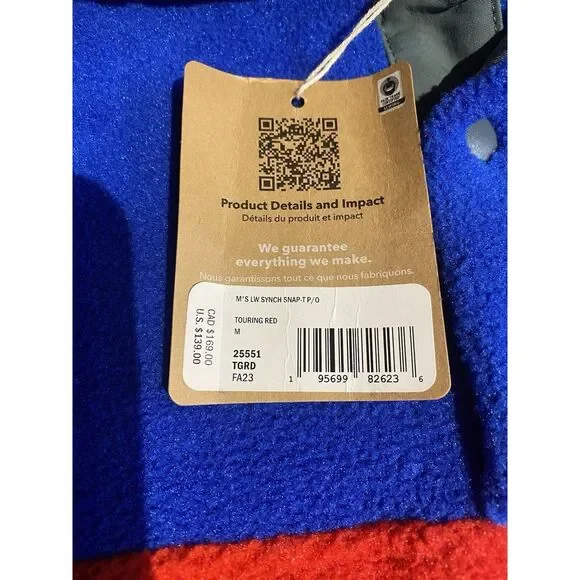 Product Details and Impact
Détails du produit et impact
We guarantee
everything we make.
Nous garantissons tout ce que nous fabriquons.
CAD $169.00
U.S. $139.00
M'S LW SYNCH SNAP-T P/O
TOURING RED
M
25551
TGRD
FA23
1 95699 82623 6